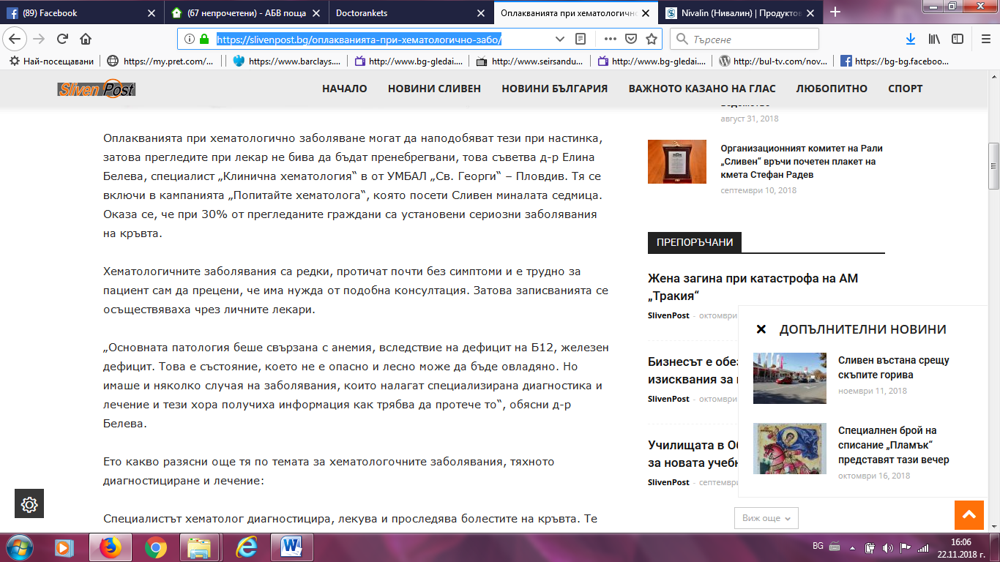 (89) Facebook
(67 непрочетени) - АБВ поща
Doctorankets
Оплакванията при хематологичн
Nivalin (Нивалин) | Продуктов
https://slivenpost.bg/оплакванията-при-хематологично-забо/
Търсене
Най-посещавани
https://my.pret.com/...
https://www.barclays....
http://www.bg-gledai....
http://www.seirsandu...
http://www.bg-gledai....
http://bul-tv.com/nov...
https://bg-bg.faceboo...
Sliven Post
НАЧАЛО
НОВИНИ СЛИВЕН
НОВИНИ БЪЛГАРИЯ
ВАЖНОТО КАЗАНО НА ГЛАС
ЛЮБОПИТНО
СПОРТ
Оплакванията при хематологично заболяване могат да наподобяват тези при настинка,
затова прегледите при лекар не бива да бъдат пренебрегвани, това съветва д-р Елина
Белева, специалист „Клинична хематология“ в от УМБАЛ „Св. Георги“ – Пловдив. Тя се
включи в кампанията „Попитайте хематолога“, която посети Сливен миналата седмица.
Оказа се, че при 30% от прегледаните граждани са установени сериозни заболявания
на кръвта.
Хематологичните заболявания са редки, протичат почти без симптоми и е трудно за
пациент сам да прецени, че има нужда от подобна консултация. Затова записванията се
осъществяваха чрез личните лекари.
„Основната патология беше свързана с анемия, вследствие на дефицит на Б12, железен
дефицит. Това е състояние, което не е опасно и лесно може да бъде овладяно. Но
имаше и няколко случая на заболявания, които налагат специализирана диагностика и
лечение и тези хора получиха информация как трябва да протече то“, обясни д-р
Белева.
Ето какво разясни още тя по темата за хематологочните заболявания, тяхното
диагностициране и лечение:
Специалистът хематолог диагностицира, лекува и проследява болестите на кръвта. Те
август 31, 2018
Организационният комитет на Рали
„Сливен“ връчи почетен плакет на
кмета Стефан Радев
септември 10, 2018
ПРЕПОРЪЧАНИ
Жена загина при катастрофа на АМ
„Тракия“
SlivenPost - октомври
Бизнесът е обез
изисквания за
SlivenPost - октомври
Училищата в Об
за новата учебн
SlivenPost - септември
ДОПЪЛНИТЕЛНИ НОВИНИ
Сливен въстана срещу
скъпите горива
ноември 11, 2018
Специален брой на
списание „Пламък“
представят тази вечер
октомври 16, 2018
Виж още
BG
16:06
22.11.2018 г.